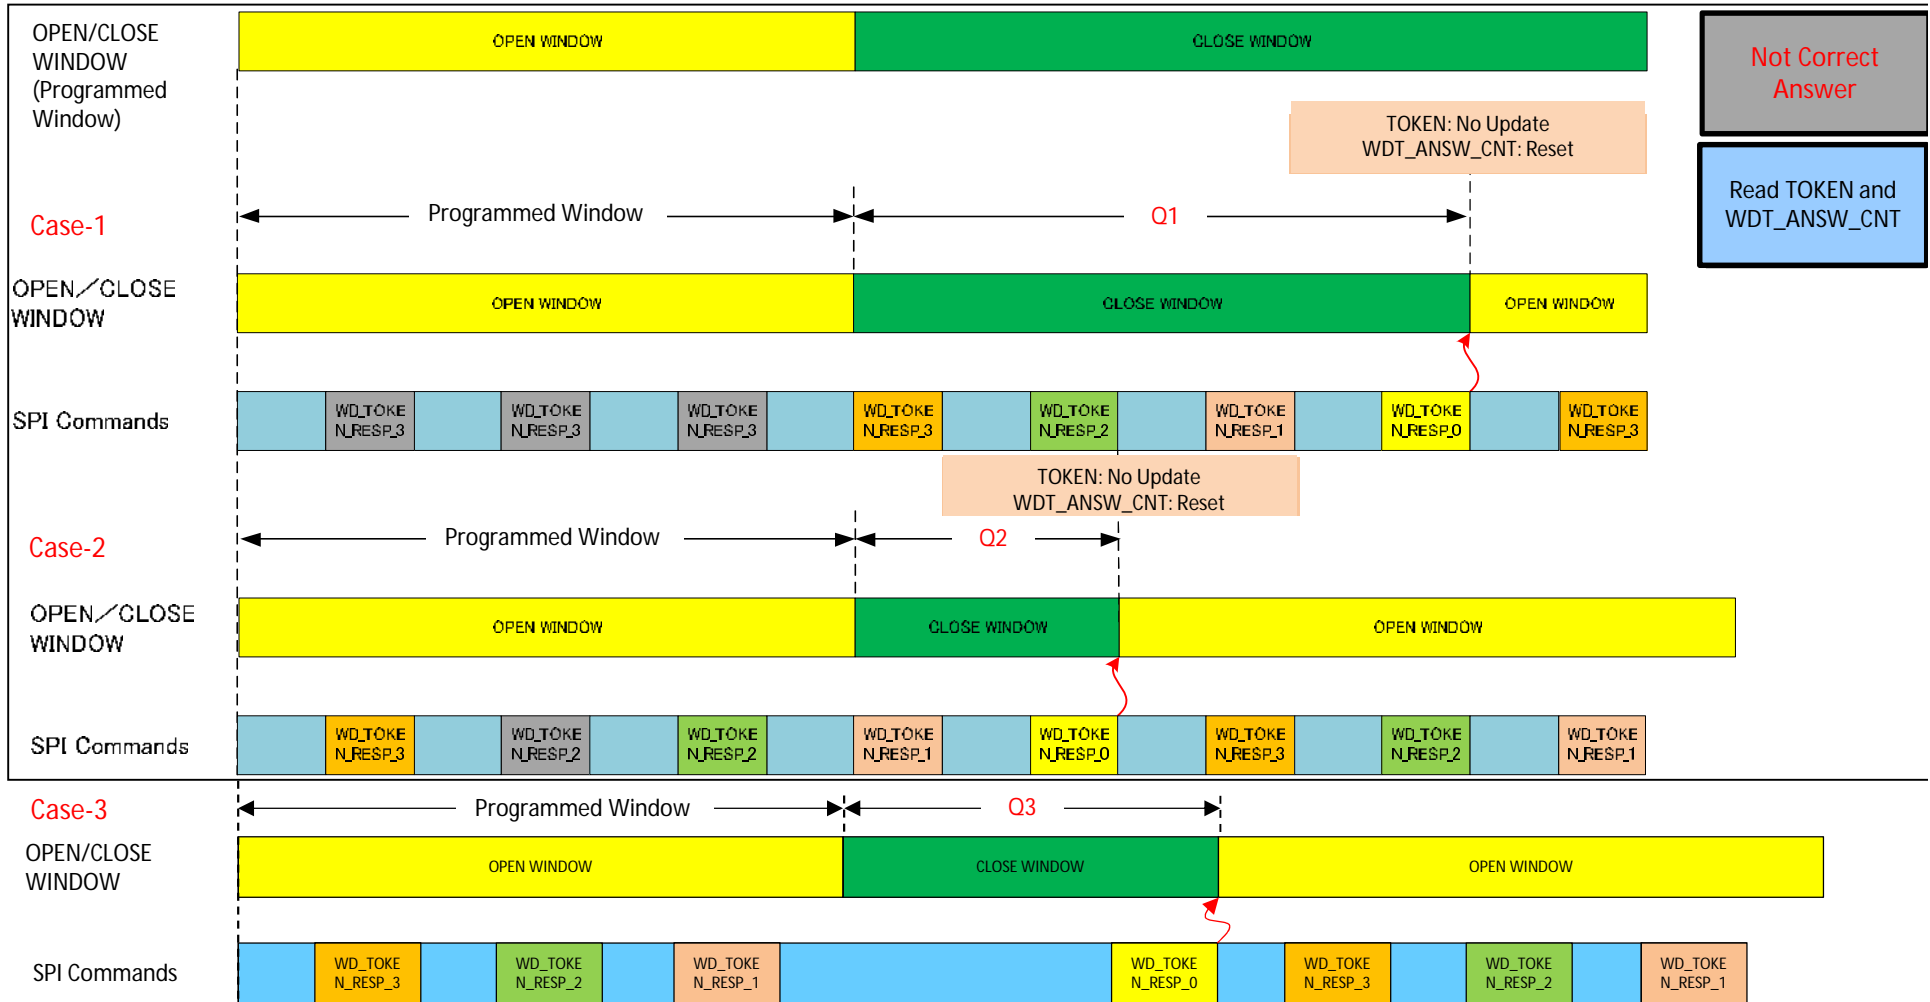 OPEN/CLOSE
WINDOW
(Programmed
Window)
OPEN WINDOW
CLOSE WINDOW
Not Correct
Answer
TOKEN: No Update
WDT_ANSW_CNT: Reset
Read TOKEN and
WDT_ANSW_CNT
Case-1
Programmed Window
Q1
OPEN／CLOSE
WINDOW
OPEN WINDOW
CLOSE WINDOW
OPEN WINDOW
SPI Commands
WD_TOKE
N_RESP_3
WD_TOKE
N_RESP_3
WD_TOKE
N_RESP_3
WD_TOKE
N_RESP_3
WD_TOKE
N_RESP_2
WD_TOKE
N_RESP_1
WD_TOKE
N_RESP_0
WD_TOKE
N_RESP_3
TOKEN: No Update
WDT_ANSW_CNT: Reset
Case-2
Programmed Window
Q2
OPEN／CLOSE
WINDOW
OPEN WINDOW
CLOSE WINDOW
OPEN WINDOW
SPI Commands
WD_TOKE
N_RESP_3
WD_TOKE
N_RESP_2
WD_TOKE
N_RESP_2
WD_TOKE
N_RESP_1
WD_TOKE
N_RESP_0
WD_TOKE
N_RESP_3
WD_TOKE
N_RESP_2
WD_TOKE
N_RESP_1
Case-3
Programmed Window
Q3
OPEN/CLOSE
WINDOW
OPEN WINDOW
CLOSE WINDOW
OPEN WINDOW
SPI Commands
WD_TOKE
N_RESP_3
WD_TOKE
N_RESP_2
WD_TOKE
N_RESP_1
WD_TOKE
N_RESP_0
WD_TOKE
N_RESP_3
WD_TOKE
N_RESP_2
WD_TOKE
N_RESP_1